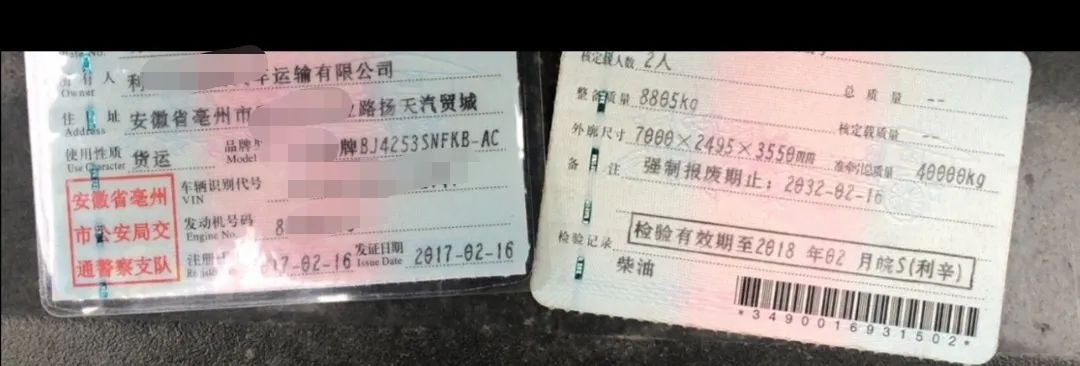 有人 利 车运输有限公司
Owner
住 址 安徽省亳州市 路扬天汽贸城
Address
使用性质 货运 品牌 牌BJ4253SNFKB-AC
Use Character Model
安徽省亳州
市公安局交
通警察支队
车辆识别代号
VIN
发动机号码 8
Engine No.
注册 17-02-16 发证日期 2017-02-16
Issue Date
核定载人数 2人
整备质量 8805kg 总质量 --
外廓尺寸 7000×2495×3550mm 核定载质量 --
准牵引总质量 40000kg
备 注 强制报废期止：2032-02-16
检验记录 检验有效期至2018 年02 月皖S(利辛)
柴油
*3490016931502*